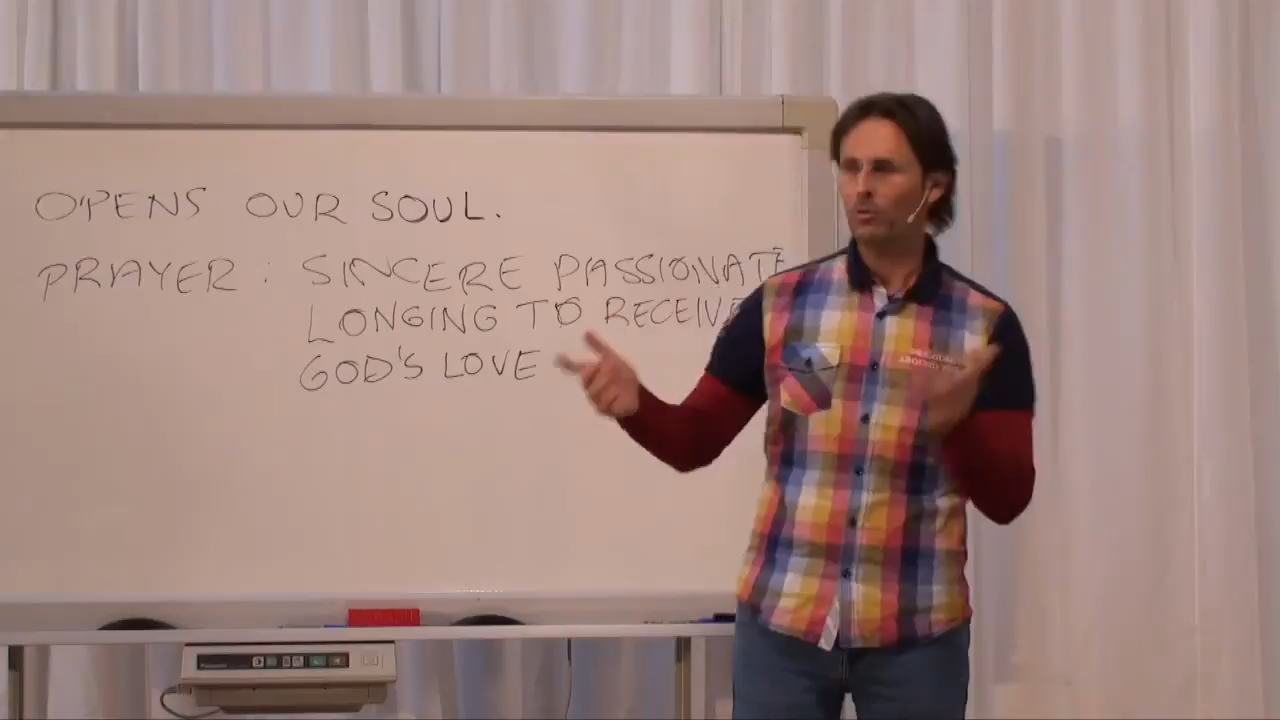 OPENS OUR SOUL.
PRAYER : SINCERE PASSIONATE
LONGING TO RECEIVE
GOD'S LOVE